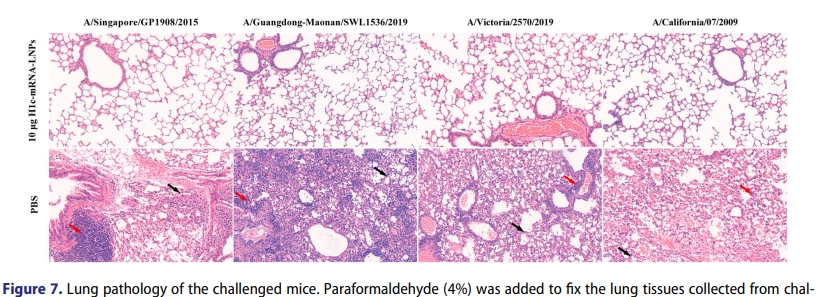 A/Singapore/GP1908/2015 A/Guangdong-Maonan/SWL1536/2019 A/Victoria/2570/2019 A/California/07/2009
10 μg H1c-mRNA-LNPs
PBS
Figure 7. Lung pathology of the challenged mice. Paraformaldehyde (4%) was added to fix the lung tissues collected from chal-